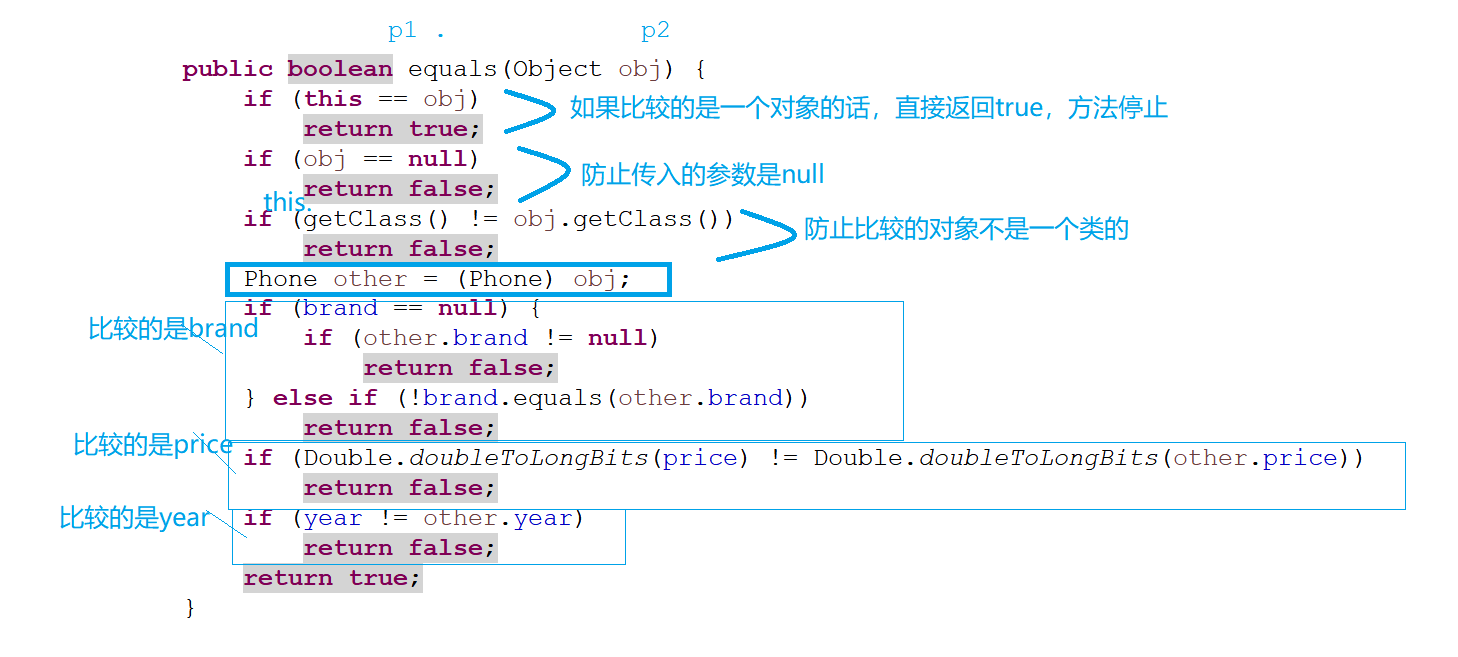 p1 . p2
public boolean equals(Object obj) {
if (this == obj)
如果比较的是一个对象的话，直接返回true，方法停止
return true;
if (obj == null)
防止传入的参数是null
return false;
this.
if (getClass() != obj.getClass())
防止比较的对象不是一个类的
return false;
Phone other = (Phone) obj;
if (brand == null) {
比较的是brand
if (other.brand != null)
return false;
} else if (!brand.equals(other.brand))
return false;
比较的是price
if (Double.doubleToLongBits(price) != Double.doubleToLongBits(other.price))
return false;
比较的是year
if (year != other.year)
return false;
return true;
}